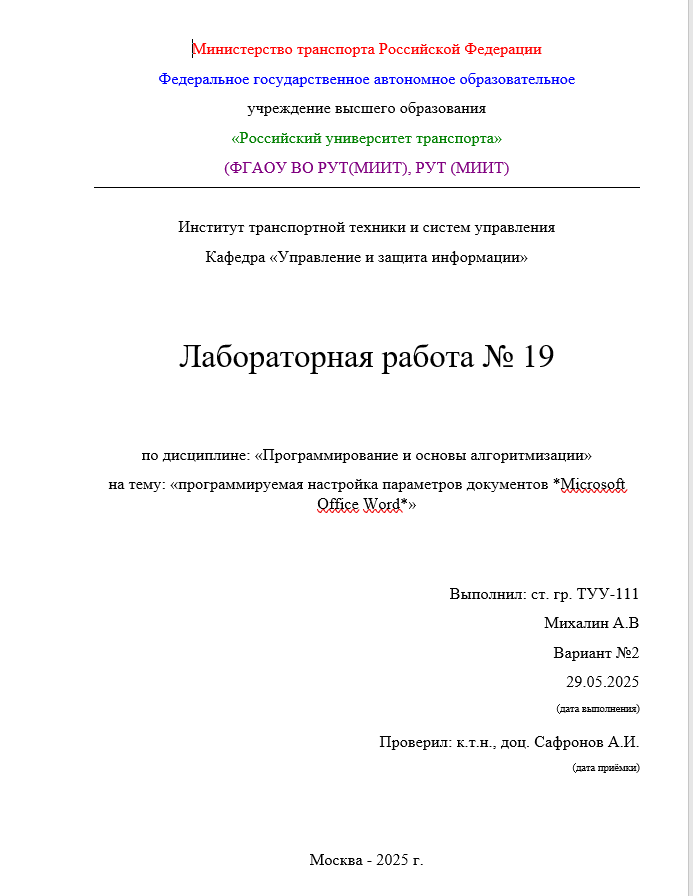 Министерство транспорта Российской Федерации
Федеральное государственное автономное образовательное
учреждение высшего образования
«Российский университет транспорта»
(ФГАОУ ВО РУТ(МИИТ), РУТ (МИИТ)
Институт транспортной техники и систем управления
Кафедра «Управление и защита информации»
Лабораторная работа № 19
по дисциплине: «Программирование и основы алгоритмизации»
на тему: «программируемая настройка параметров документов *Microsoft
Office Word*»
Выполнил: ст. гр. ТУУ-111
Михалин А.В
Вариант №2
29.05.2025
(дата выполнения)
Проверил: к.т.н., доц. Сафронов А.И.
(дата приёмки)
Москва - 2025 г.